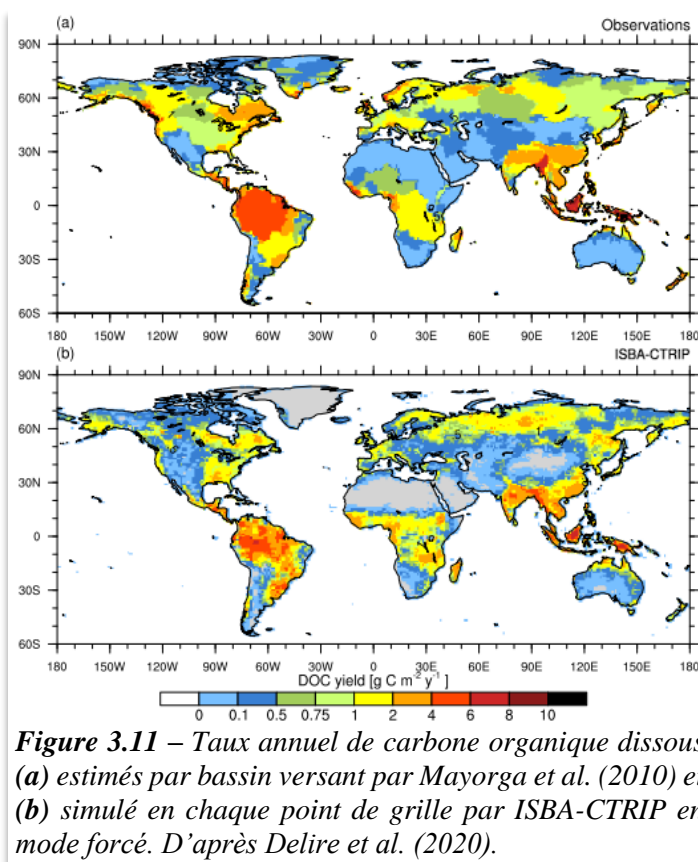 (a) Observations
90N
60N
30N
0
30S
60S
180 150W 120W 90W 60W 30W 0 30E 60E 90E 120E 150E 180
(b) ISBA-CTRIP
90N
60N
30N
0
30S
60S
180 150W 120W 90W 60W 30W 0 30E 60E 90E 120E 150E 180
DOC yield [g C m-2 y-1 ]
0 0.1 0.5 0.75 1 2 4 6 8 10
Figure 3.11 – Taux annuel de carbone organique dissous
(a) estimés par bassin versant par Mayorga et al. (2010) et
(b) simulé en chaque point de grille par ISBA-CTRIP en
mode forcé. D'après Delire et al. (2020).